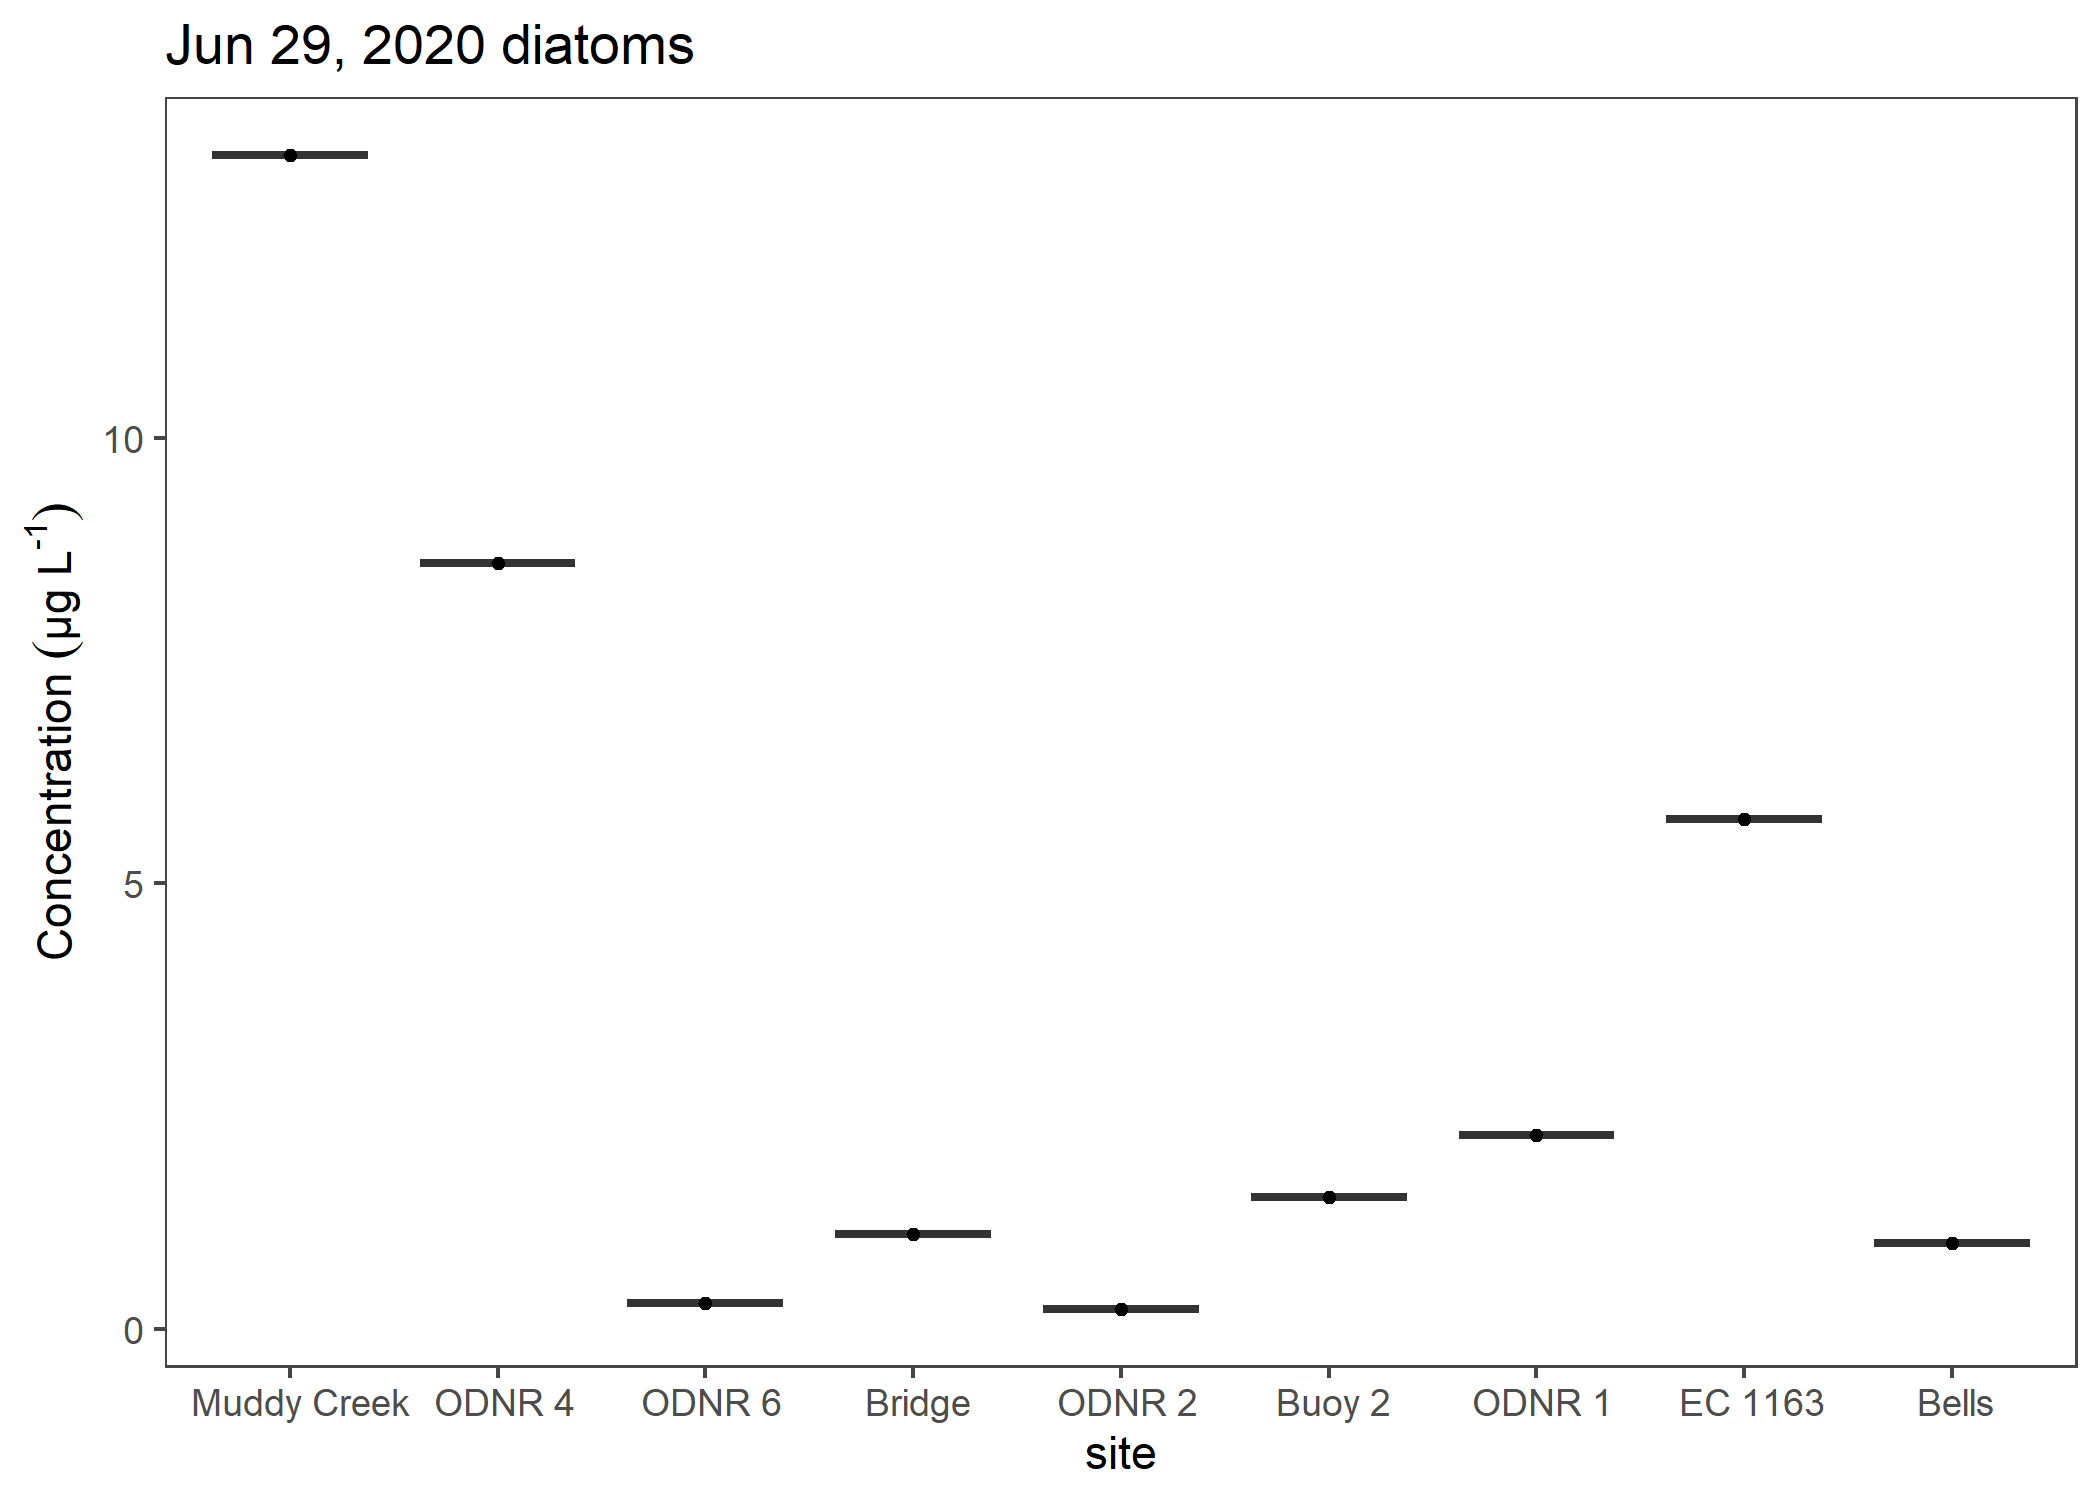 Jun 29, 2020 diatoms
Concentration (µg L⁻¹)
10
5
0
Muddy Creek ODNR 4 ODNR 6 Bridge ODNR 2 Buoy 2 ODNR 1 EC 1163 Bells
site